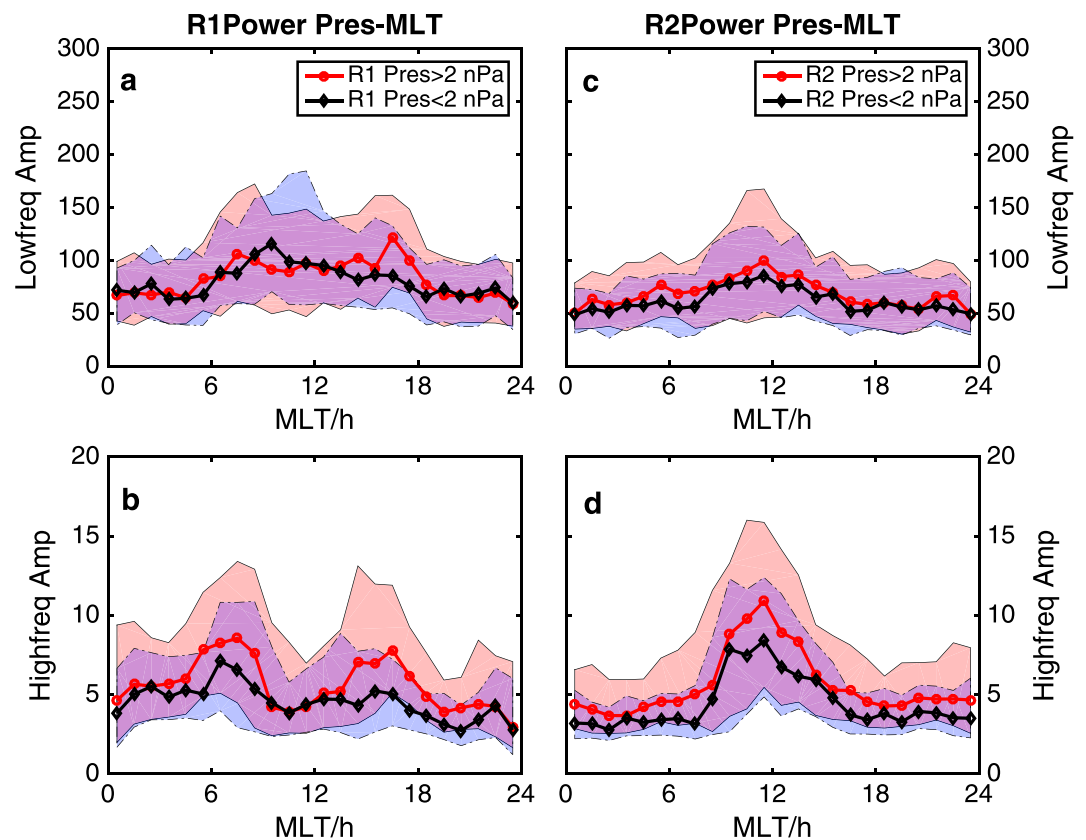 R1Power Pres-MLT
300
250
200
150
100
50
0
Lowfreq Amp
a
R1 Pres>2 nPa
R1 Pres<2 nPa
0 6 12 18 24
MLT/h
R2Power Pres-MLT
300
250
200
150
100
50
0
Lowfreq Amp
c
R2 Pres>2 nPa
R2 Pres<2 nPa
0 6 12 18 24
MLT/h
20
15
10
5
0
Highfreq Amp
b
0 6 12 18 24
MLT/h
20
15
10
5
0
Highfreq Amp
d
0 6 12 18 24
MLT/h